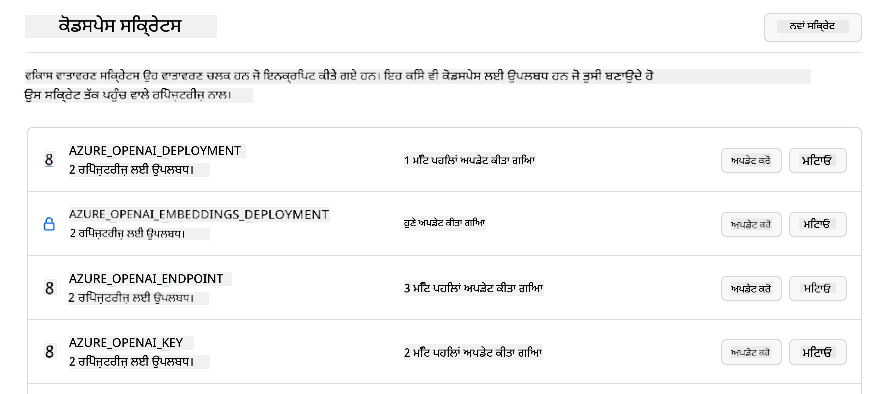 ਕੋਡਸਪੇਸ ਸਕ੍ਰਿਟਸ
ਨਵਾਂ ਸਕ੍ਰਿਟ
ਵਿਕਾਸ ਵਾਤਾਵਰਣ ਸਕ੍ਰਿਟਸ ਉਹ ਵਾਤਾਵਰਣ ਚਲਕ ਹਨ ਜੋ ਇਨਕ੍ਰਿਪਟ ਕੀਤੇ ਗਏ ਹਨ। ਇਹ ਕਿਸੇ ਵੀ ਕੋਡਸਪੇਸ ਲਈ ਉਪਲਬਧ ਹਨ ਜੋ ਤੁਸੀ ਬਣਾਉਂਦੇ ਹੋ
ਉਸ ਸਕ੍ਰਿਟ ਤੱਕ ਪਹੁੰਚ ਵਾਲੇ ਰਿਪੋਜ਼ਟਰੀਜ਼ ਨਾਲ।
8 AZURE_OPENAI_DEPLOYMENT
2 ਰਿਪੋਜ਼ਟਰੀਜ਼ ਲਈ ਉਪਲਬਧ।
1 ਮਿੰਟ ਪਹਿਲਾਂ ਅਪਡੇਟ ਕੀਤਾ ਗਿਆ
ਅਪਡੇਟ ਕਰੋ
ਮਿਟਾਓ
AZURE_OPENAI_EMBEDDINGS_DEPLOYMENT
2 ਰਿਪੋਜ਼ਟਰੀਜ਼ ਲਈ ਉਪਲਬਧ।
ਹੁਣੇ ਅਪਡੇਟ ਕੀਤਾ ਗਿਆ
ਅਪਡੇਟ ਕਰੋ
ਮਿਟਾਓ
8 AZURE_OPENAI_ENDPOINT
2 ਰਿਪੋਜ਼ਟਰੀਜ਼ ਲਈ ਉਪਲਬਧ।
3 ਮਿੰਟ ਪਹਿਲਾਂ ਅਪਡੇਟ ਕੀਤਾ ਗਿਆ
ਅਪਡੇਟ ਕਰੋ
ਮਿਟਾਓ
8 AZURE_OPENAI_KEY
2 ਰਿਪੋਜ਼ਟਰੀਜ਼ ਲਈ ਉਪਲਬਧ।
2 ਮਿੰਟ ਪਹਿਲਾਂ ਅਪਡੇਟ ਕੀਤਾ ਗਿਆ
ਅਪਡੇਟ ਕਰੋ
ਮਿਟਾਓ